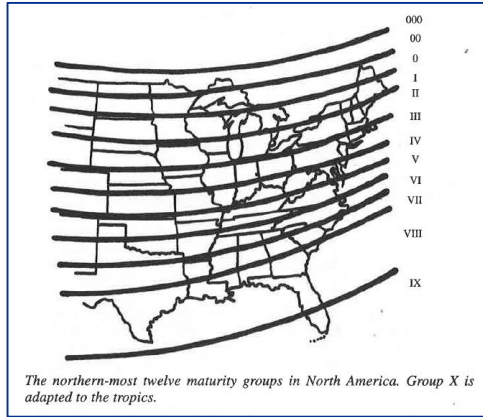 000
00
0
I
II
III
IV
V
VI
VII
VIII
IX
The northern-most twelve maturity groups in North America. Group X is
adapted to the tropics.